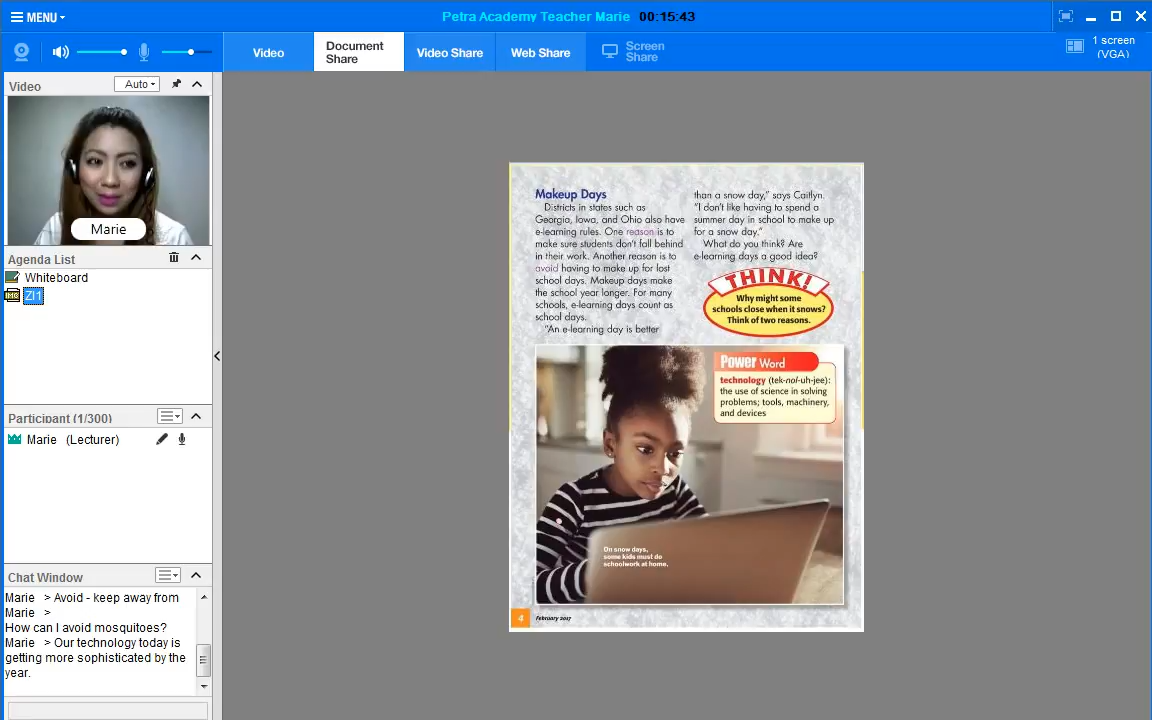 MENU
Petra Academy Teacher Marie 00:15:43
Video
Document Share
Video Share
Web Share
Screen Share
1 screen (VGA)
Video
Auto
Marie
Agenda List
Whiteboard
IMG ZI1
Participant (1/300)
Marie (Lecturer)
Chat Window
Marie > Avoid - keep away from
Marie >
How can I avoid mosquitoes?
Marie > Our technology today is
getting more sophisticated by the
year.
Makeup Days
Districts in states such as
Georgia, Iowa, and Ohio also have
e-learning rules. One reason is to
make sure students don't fall behind
in their work. Another reason is to
avoid having to make up for lost
school days. Makeup days make
the school year longer. For many
schools, e-learning days count as
school days.
"An e-learning day is better
than a snow day," says Caitlyn.
"I don't like having to spend a
summer day in school to make up
for a snow day."
What do you think? Are
e-learning days a good idea?
THINK!
Why might some
schools close when it snows?
Think of two reasons.
Power Word
technology (tek-nol-uh-jee):
the use of science in solving
problems; tools, machinery,
and devices
On snow days,
some kids must do
schoolwork at home.
4 February 2017